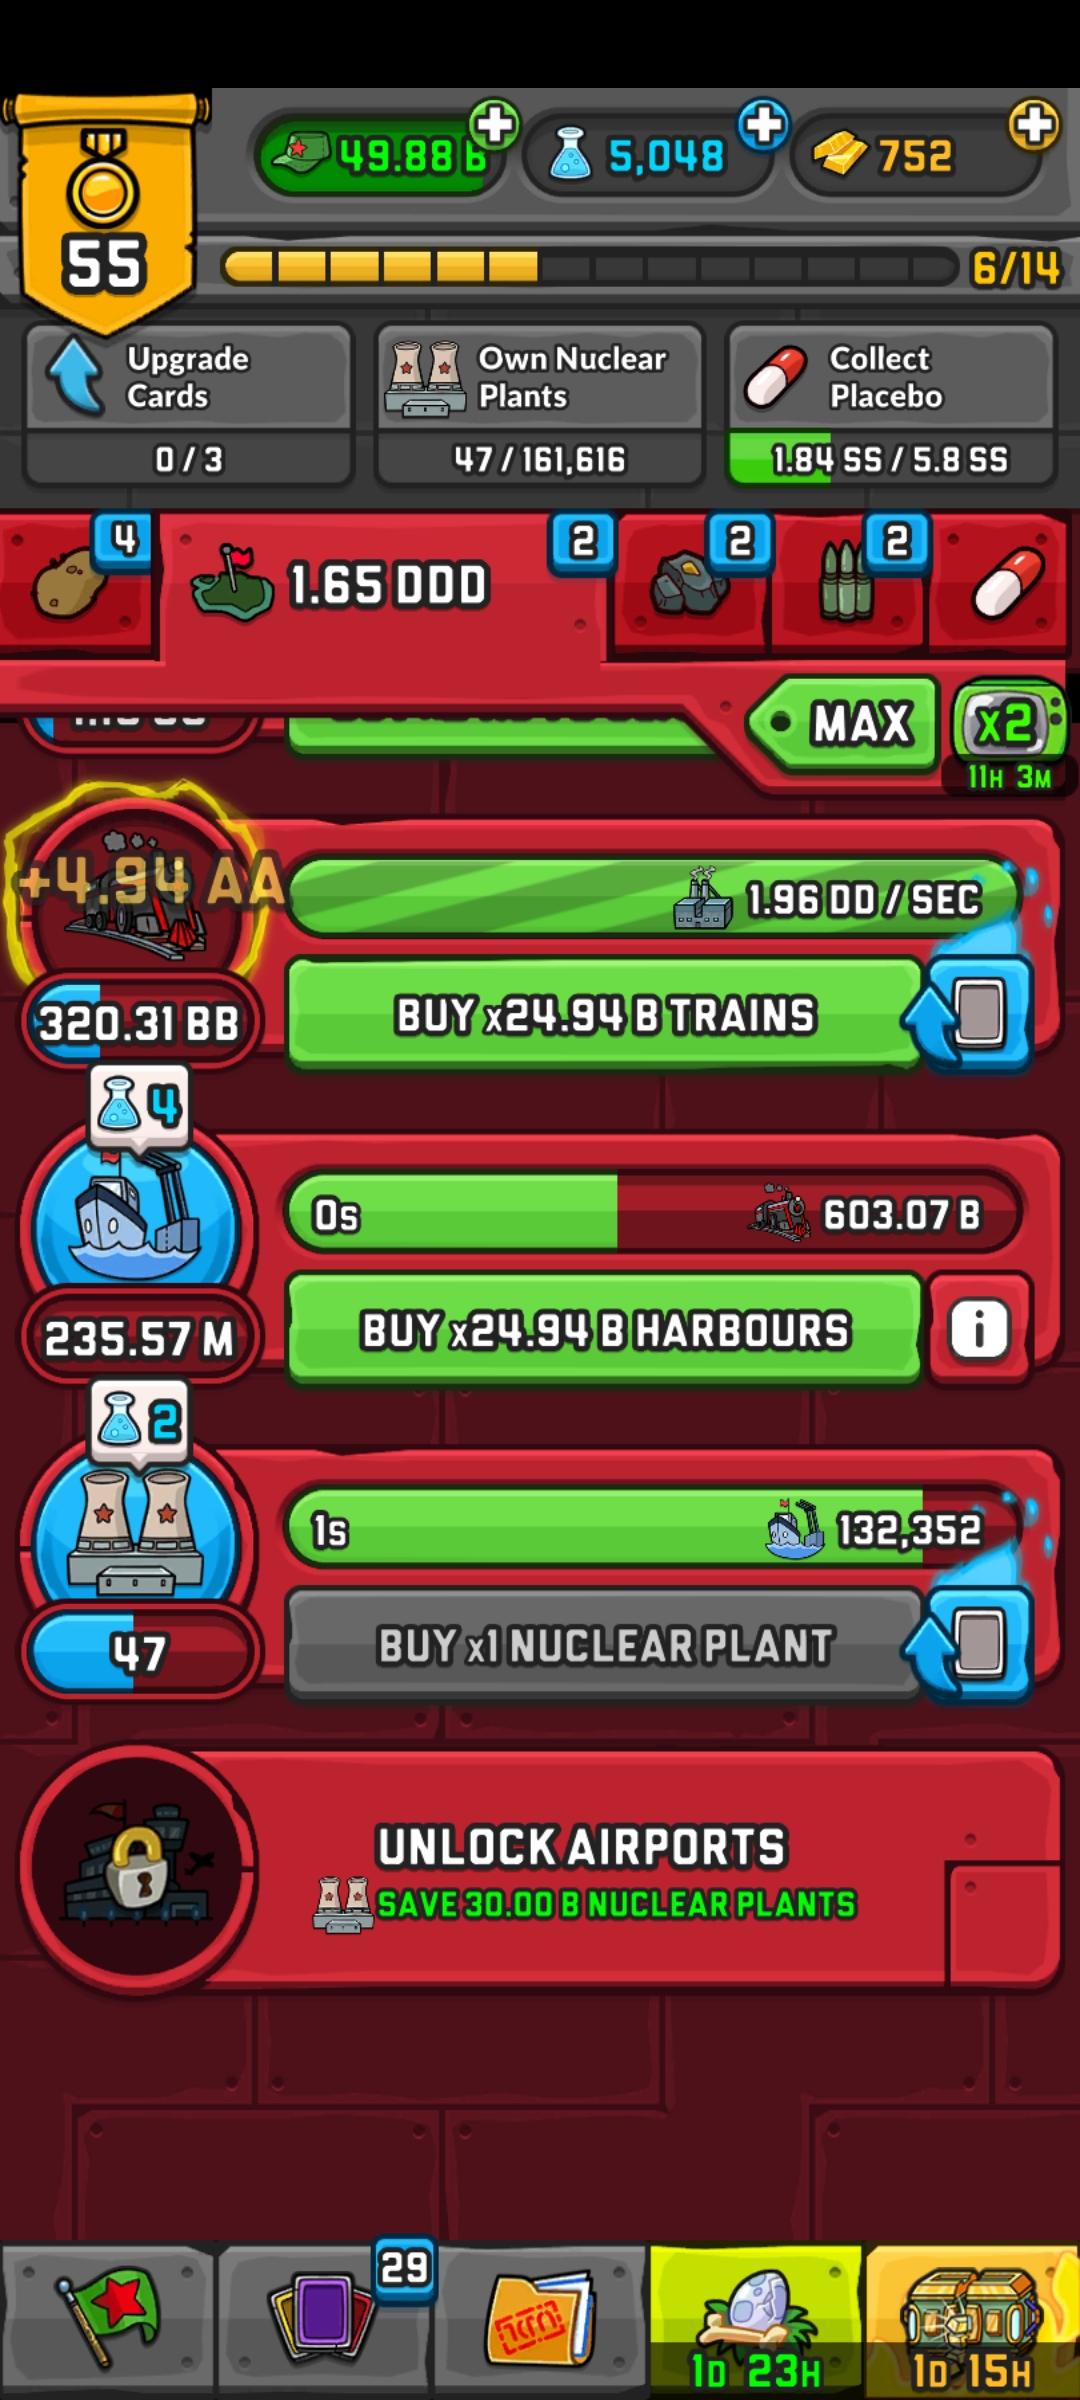 49.88 B
5,048
752
55
6/14
Upgrade
Cards
0 / 3
Own Nuclear
Plants
47 / 161,616
Collect
Placebo
1.84 SS / 5.8 SS
4
1.65 DDD
2
2
2
MAX
x2
11H 3M
+4.94 AA
1.96 DD / SEC
320.31 BB
BUY x24.94 B TRAINS
4
0s
603.07 B
235.57 M
BUY x24.94 B HARBOURS
i
2
1s
132,352
47
BUY x1 NUCLEAR PLANT
UNLOCK AIRPORTS
SAVE 30.00 B NUCLEAR PLANTS
29
1D 23H
1D 15H